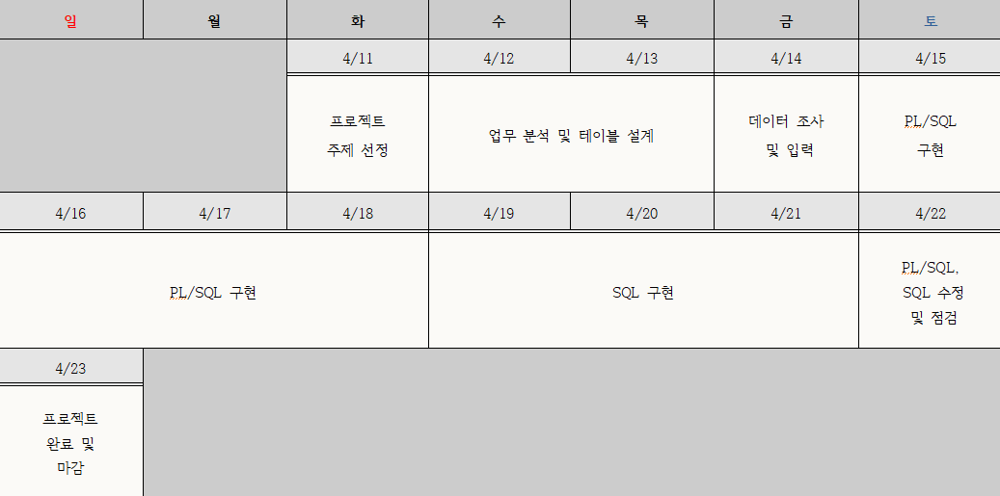 일 월 화 수 목 금 토
4/11 4/12 4/13 4/14 4/15
프로젝트
주제 선정
업무 분석 및 테이블 설계
데이터 조사
및 입력
PL/SQL
구현
4/16 4/17 4/18 4/19 4/20 4/21 4/22
PL/SQL 구현
SQL 구현
PL/SQL,
SQL 수정
및 점검
4/23
프로젝트
완료 및
마감